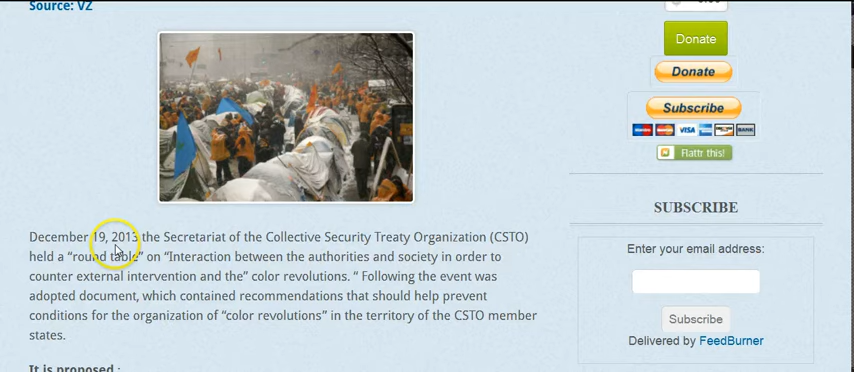 Source: VZ
Donate
Donate
Subscribe
VISA
BANK
Flattr this!
December 19, 2013 the Secretariat of the Collective Security Treaty Organization (CSTO)
held a “round table” on “Interaction between the authorities and society in order to
counter external intervention and the” color revolutions. “ Following the event was
adopted document, which contained recommendations that should help prevent
conditions for the organization of “color revolutions” in the territory of the CSTO member
states.
It is proposed :
SUBSCRIBE
Enter your email address:
Subscribe
Delivered by FeedBurner